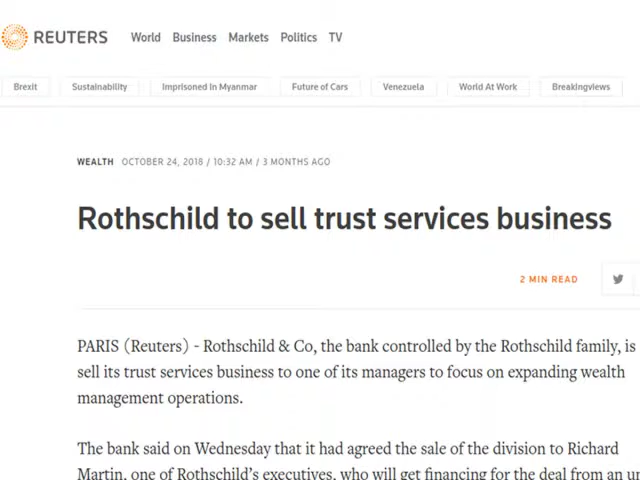 REUTERS World Business Markets Politics TV
Brexit Sustainability Imprisoned In Myanmar Future of Cars Venezuela World At Work Breakingviews
WEALTH OCTOBER 24, 2018 / 10:32 AM / 3 MONTHS AGO
Rothschild to sell trust services business
2 MIN READ
PARIS (Reuters) - Rothschild & Co, the bank controlled by the Rothschild family, is
sell its trust services business to one of its managers to focus on expanding wealth
management operations.
The bank said on Wednesday that it had agreed the sale of the division to Richard
Martin, one of Rothschild’s executives, who will get financing for the deal from an